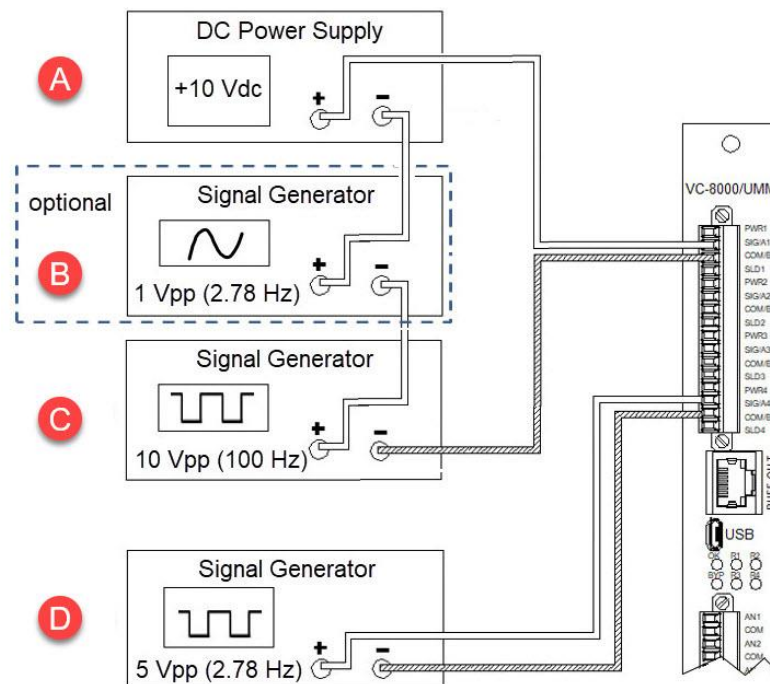 DC Power Supply
A
+10 Vdc
+ −
optional
Signal Generator
B
+ −
1 Vpp (2.78 Hz)
Signal Generator
C
+ −
10 Vpp (100 Hz)
Signal Generator
D
+ −
5 Vpp (2.78 Hz)
VC-8000/UMM
PWR1
SIG/A1
COM/B
SLD1
PWR2
SIG/A2
COM/B
SLD2
PWR3
SIG/A3
COM/B
SLD3
PWR4
SIG/A4
COM/B
SLD4
USB
OK R1 R2
BYP R3 R4
AN1
COM
AN2
COM